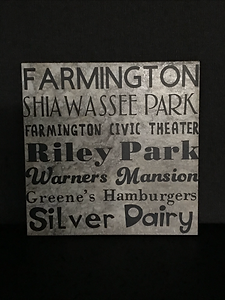 FARMINGTON
SHIAWASSEE PARK
FARMINGTON CIVIC THEATER
Riley Park
Warners Mansion
Greene's Hamburgers
Silver Dairy